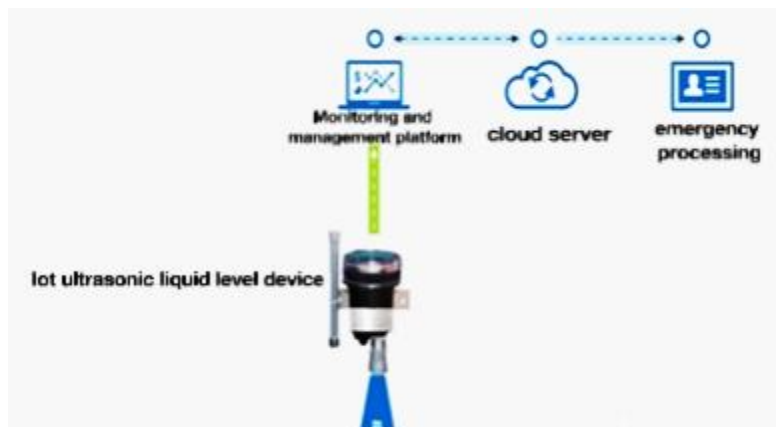 Monitoring and
management platform
cloud server
emergency
processing
Iot ultrasonic liquid level device